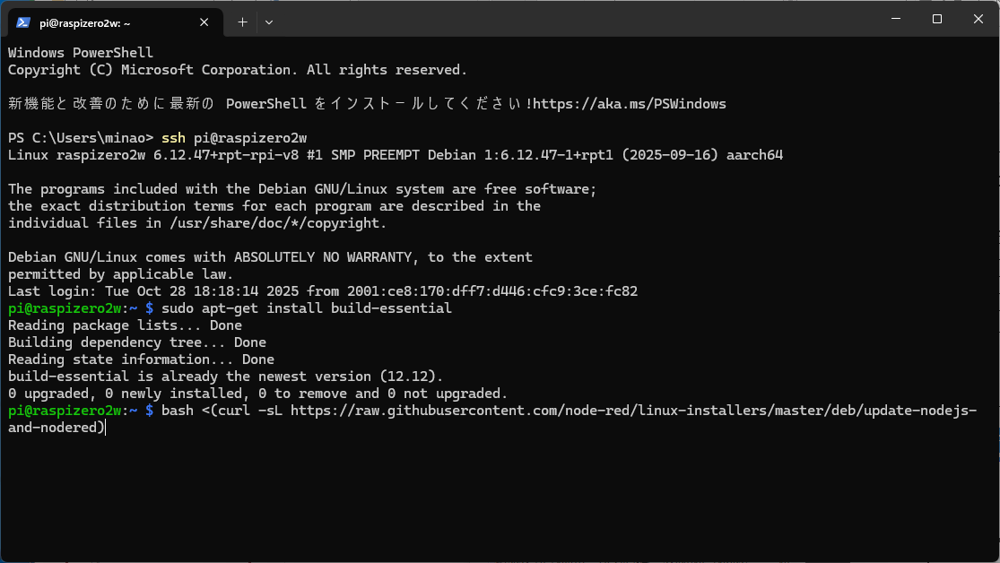 pi@raspizero2w: ~
Windows PowerShell
Copyright (C) Microsoft Corporation. All rights reserved.
新機能と改善のために最新の PowerShell をインストールしてください!https://aka.ms/PSWindows
PS C:\Users\minao> ssh pi@raspizero2w
Linux raspizero2w 6.12.47+rpt-rpi-v8 #1 SMP PREEMPT Debian 1:6.12.47-1+rpt1 (2025-09-16) aarch64
The programs included with the Debian GNU/Linux system are free software;
the exact distribution terms for each program are described in the
individual files in /usr/share/doc/*/copyright.
Debian GNU/Linux comes with ABSOLUTELY NO WARRANTY, to the extent
permitted by applicable law.
Last login: Tue Oct 28 18:18:14 2025 from 2001:ce8:170:dff7:d446:cfc9:3ce:fc82
pi@raspizero2w:~ $ sudo apt-get install build-essential
Reading package lists... Done
Building dependency tree... Done
Reading state information... Done
build-essential is already the newest version (12.12).
0 upgraded, 0 newly installed, 0 to remove and 0 not upgraded.
pi@raspizero2w:~ $ bash <(curl -sL https://raw.githubusercontent.com/node-red/linux-installers/master/deb/update-nodejs-
and-nodered)